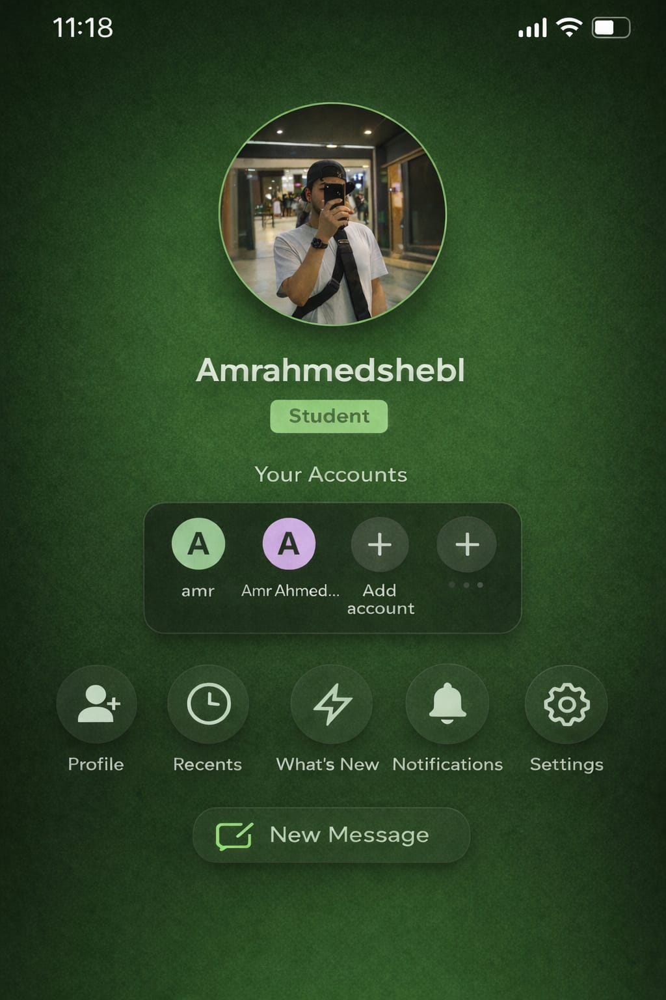 11:18
Amrahmedshebl
Student
Your Accounts
A A
amr Amr Ahmed... Add
account
Profile Recents What's New Notifications Settings
New Message